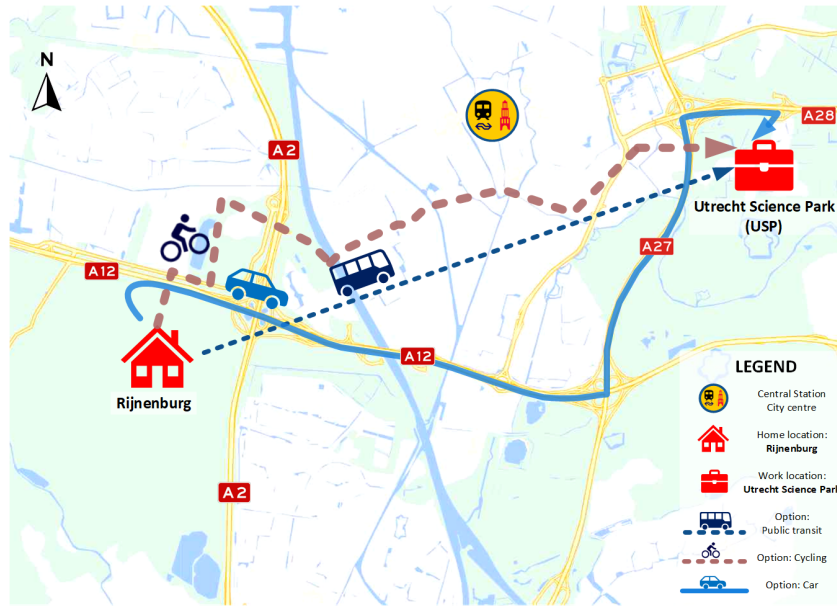 N
A2
A28
Utrecht Science Park
(USP)
A27
A12
A12
Rijnenburg
A2
LEGEND
Central Station
City centre
Home location:
Rijnenburg
Work location:
Utrecht Science Park
Option:
Public transit
Option: Cycling
Option: Car